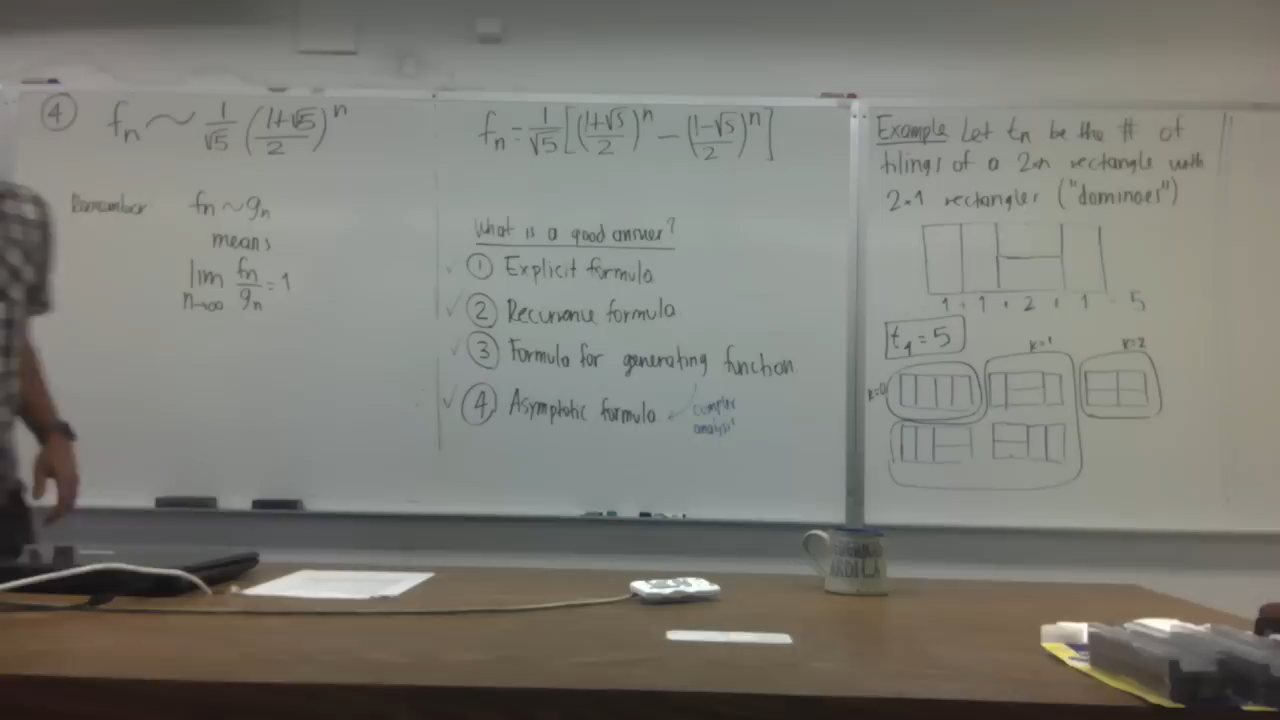 ④ fn ~ 1/√5 ((1+√5)/2)^n
Remember fn ~ gn
means
lim n→∞ fn/gn = 1
fn = 1/√5 [((1+√5)/2)^n − ((1-√5)/2)^n]
What is a good answer?
① Explicit formula
② Recursive formula
③ Formula for generating function
④ Asymptotic formula
complex
analysis
Example Let tn be the # of
tilings of a 2×n rectangle with
2×1 rectangles ("dominoes")
1 + 1 + 2 + 1 = 5
t4 = 5
k=0
k=1
k=2
ARDILA